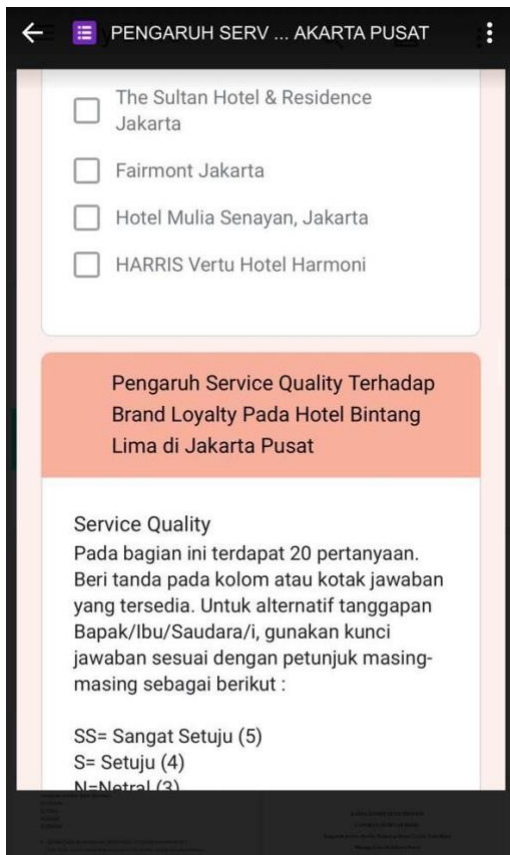 PENGARUH SERV ... AKARTA PUSAT
The Sultan Hotel & Residence
Jakarta
Fairmont Jakarta
Hotel Mulia Senayan, Jakarta
HARRIS Vertu Hotel Harmoni
Pengaruh Service Quality Terhadap
Brand Loyalty Pada Hotel Bintang
Lima di Jakarta Pusat
Service Quality
Pada bagian ini terdapat 20 pertanyaan.
Beri tanda pada kolom atau kotak jawaban
yang tersedia. Untuk alternatif tanggapan
Bapak/Ibu/Saudara/i, gunakan kunci
jawaban sesuai dengan petunjuk masing-
masing sebagai berikut :
SS= Sangat Setuju (5)
S= Setuju (4)
N=Netral (3)